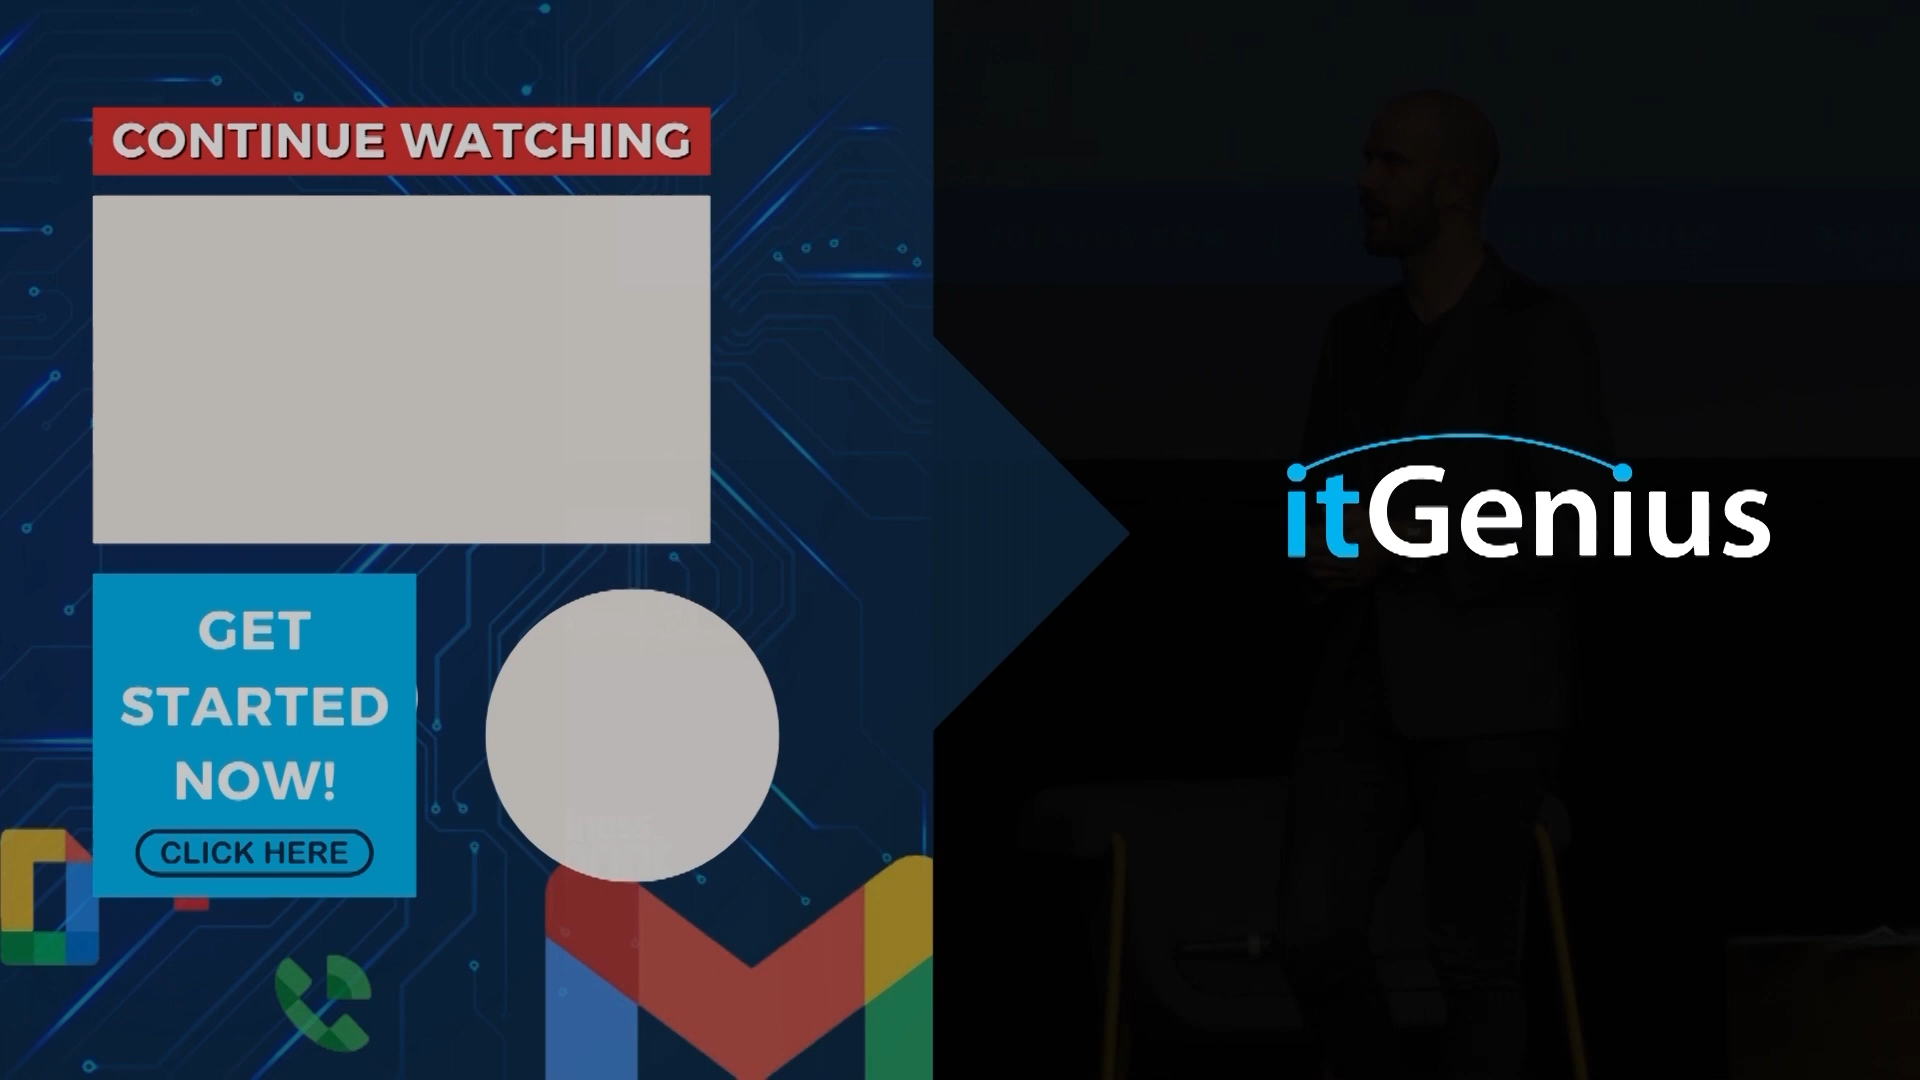 CONTINUE WATCHING
GET
STARTED
NOW!
CLICK HERE
itGenius